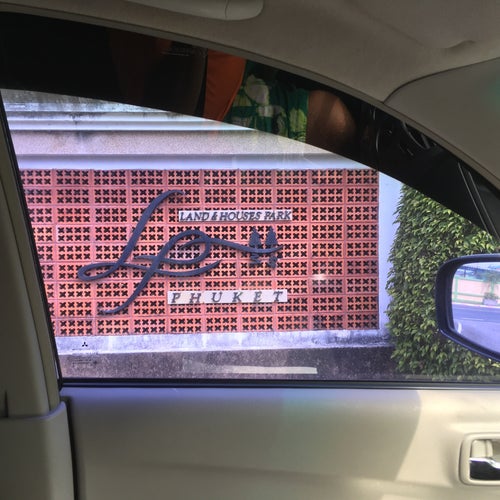 LAND & HOUSES PARK
PHUKET